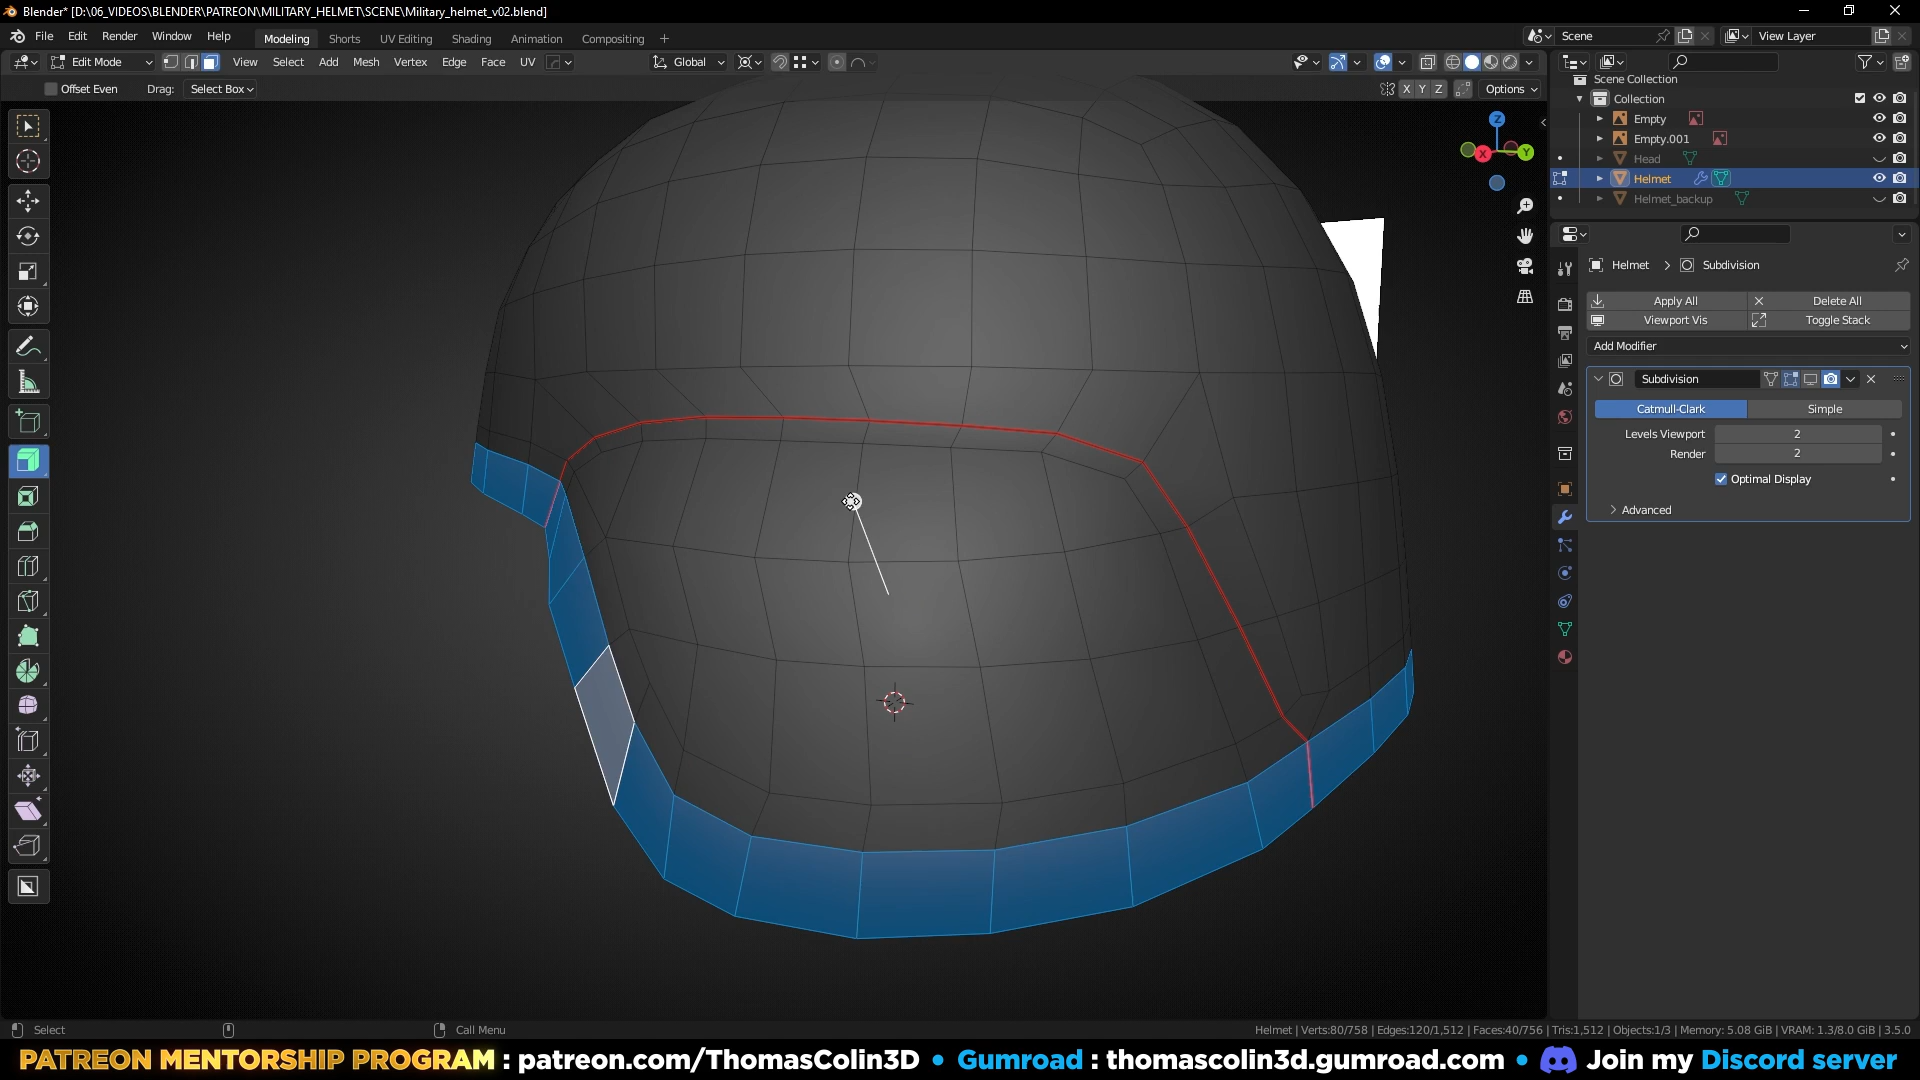 Blender* [D:\06_VIDEOS\BLENDER\PATREON\MILITARY_HELMET\SCENE\Military_helmet_v02.blend]
File Edit Render Window Help Modeling Shorts UV Editing Shading Animation Compositing + Scene View Layer
Edit Mode View Select Add Mesh Vertex Edge Face UV Global
Offset Even Drag: Select Box X Y Z Options
Scene Collection
Collection
Empty
Empty.001
Head
Helmet
Helmet_backup
Z
X Y
Helmet > Subdivision
Apply All Delete All
Viewport Vis Toggle Stack
Add Modifier
Subdivision
Catmull-Clark Simple
Levels Viewport 2
Render 2
Optimal Display
Advanced
Select Call Menu Helmet | Verts:80/758 | Edges:120/1,512 | Faces:40/756 | Tris:1,512 | Objects:1/3 | Memory: 5.08 GiB | VRAM: 1.3/8.0 GiB | 3.5.0
PATREON MENTORSHIP PROGRAM : patreon.com/ThomasColin3D • Gumroad : thomascolin3d.gumroad.com • Join my Discord server